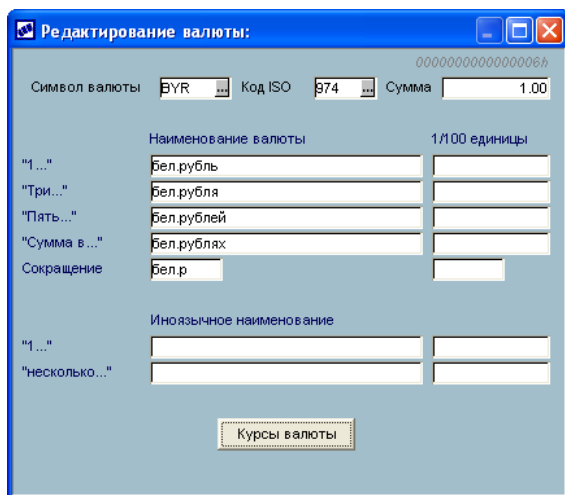 Редактирование валюты:
0000000000000006h
Символ валюты BYR ... Код ISO 974 ... Сумма 1.00
Наименование валюты 1/100 единицы
"1..." бел.рубль
"Три..." бел.рубля
"Пять..." бел.рублей
"Сумма в..." бел.рублях
Сокращение бел.р
Иноязычное наименование
"1..."
"несколько..."
Курсы валюты